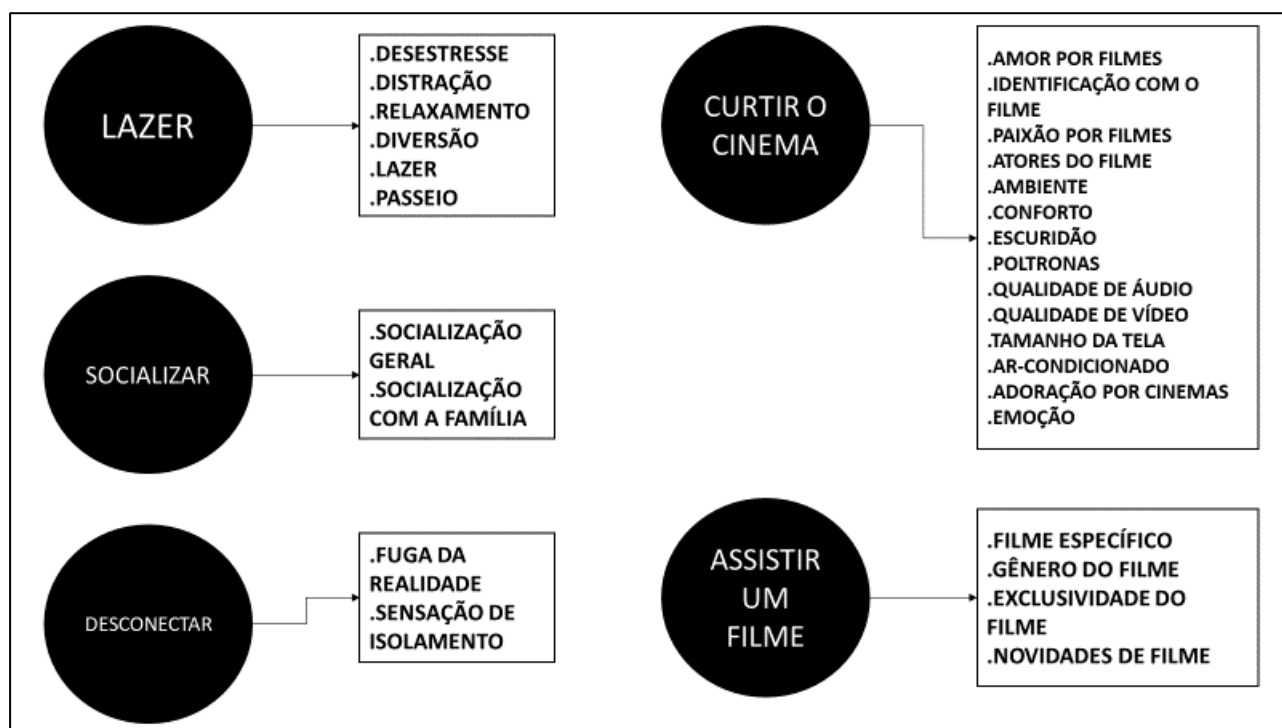 LAZER
.DESESTRESSE
.DISTRAÇÃO
.RELAXAMENTO
.DIVERSÃO
.LAZER
.PASSEIO
SOCIALIZAR
.SOCIALIZAÇÃO
GERAL
.SOCIALIZAÇÃO
COM A FAMÍLIA
DESCONECTAR
.FUGA DA
REALIDADE
.SENSAÇÃO DE
ISOLAMENTO
CURTIR O
CINEMA
.AMOR POR FILMES
.IDENTIFICAÇÃO COM O
FILME
.PAIXÃO POR FILMES
.ATORES DO FILME
.AMBIENTE
.CONFORTO
.ESCURIDÃO
.POLTRONAS
.QUALIDADE DE ÁUDIO
.QUALIDADE DE VÍDEO
.TAMANHO DA TELA
.AR-CONDICIONADO
.ADORAÇÃO POR CINEMAS
.EMOÇÃO
ASSISTIR
UM
FILME
.FILME ESPECÍFICO
.GÊNERO DO FILME
.EXCLUSIVIDADE DO
FILME
.NOVIDADES DE FILME